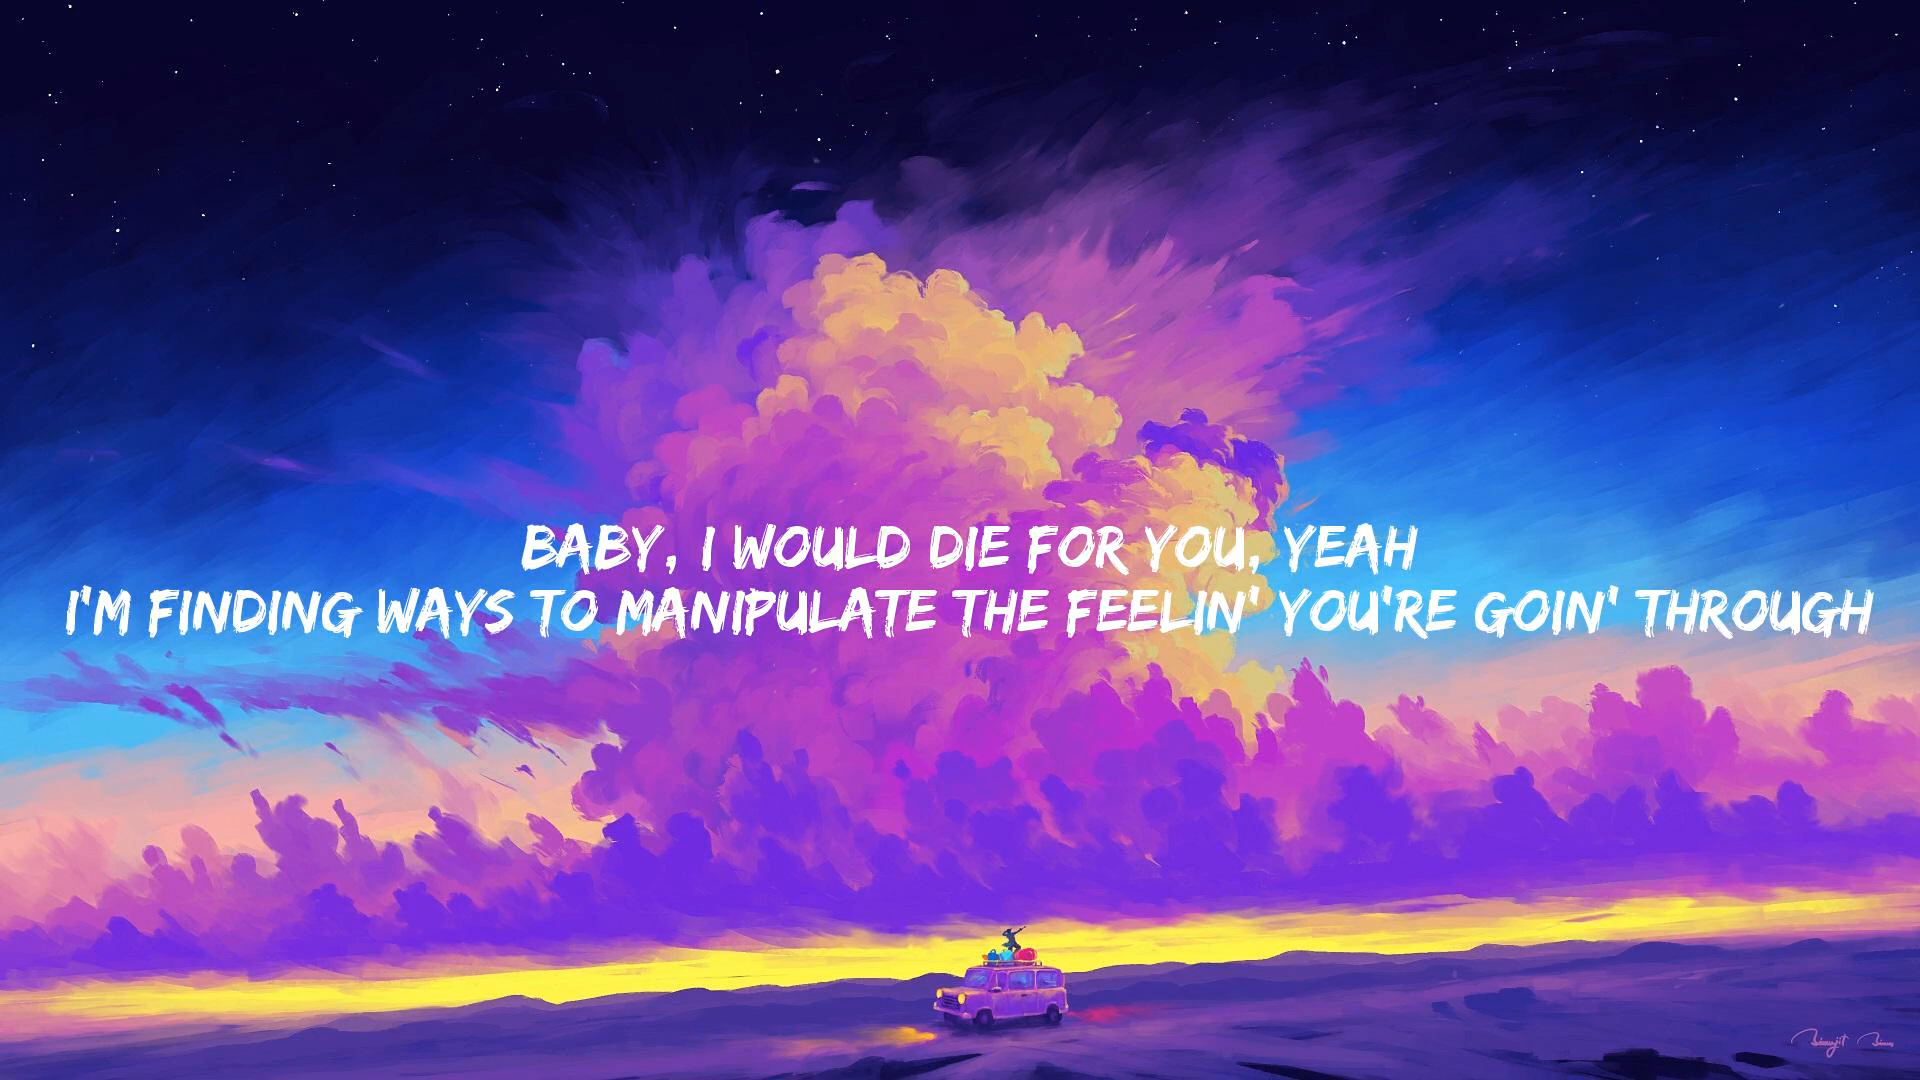 BABY, I WOULD DIE FOR YOU, YEAH
I'M FINDING WAYS TO MANIPULATE THE FEELIN' YOU'RE GOIN' THROUGH